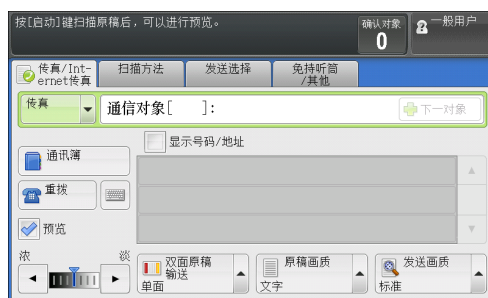 按[启动]键扫描原稿后，可以进行预览。
确认对象
0
一般用户
传真/Int-
ernet传真
扫描方法
发送选择
免持听筒
/其他
传真
通信对象[ ]:
下一对象
显示号码/地址
通讯簿
重拨
预览
浓 淡
双面原稿
输送
单面
原稿画质
文字
发送画质
标准